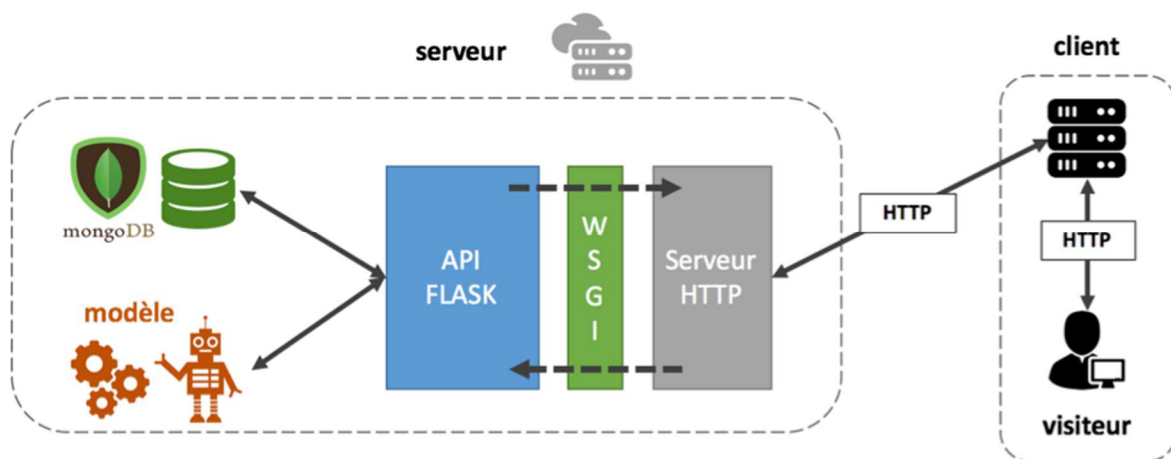 serveur
client
mongoDB
modèle
API
FLASK
W
S
G
I
Serveur
HTTP
HTTP
HTTP
visiteur